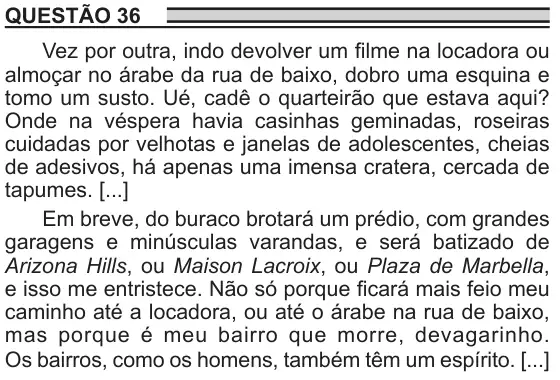 QUESTÃO 36
Vez por outra, indo devolver um filme na locadora ou
almoçar no árabe da rua de baixo, dobro uma esquina e
tomo um susto. Ué, cadê o quarteirão que estava aqui?
Onde na véspera havia casinhas geminadas, roseiras
cuidadas por velhotas e janelas de adolescentes, cheias
de adesivos, há apenas uma imensa cratera, cercada de
tapumes. [...]
Em breve, do buraco brotará um prédio, com grandes
garagens e minúsculas varandas, e será batizado de
Arizona Hills, ou Maison Lacroix, ou Plaza de Marbella,
e isso me entristece. Não só porque ficará mais feio meu
caminho até a locadora, ou até o árabe na rua de baixo,
mas porque é meu bairro que morre, devagarinho.
Os bairros, como os homens, também têm um espírito. [...]